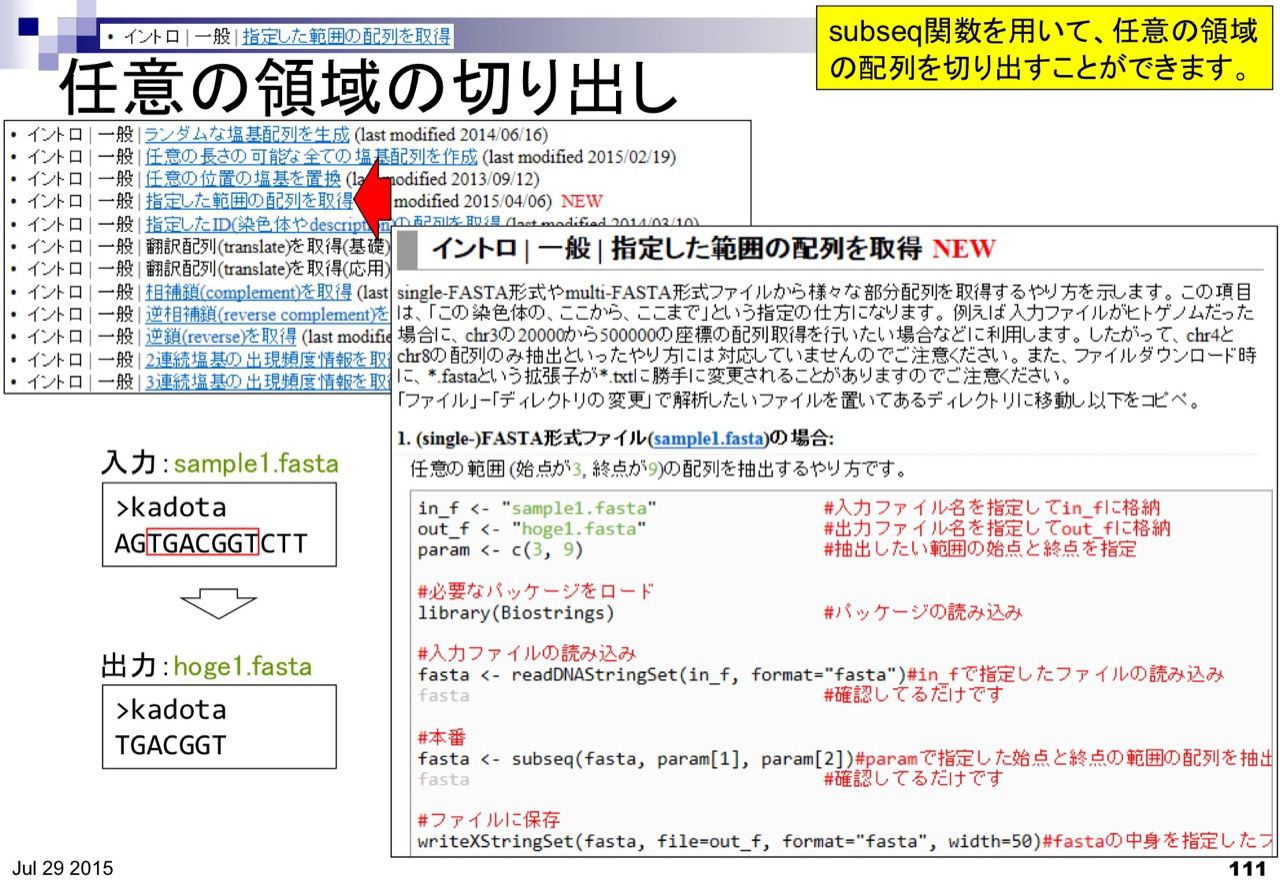 • イントロ | 一般 | 指定した範囲の配列を取得
subseq関数を用いて、任意の領域
の配列を切り出すことができます。
任意の領域の切り出し
• イントロ | 一般 | ランダムな塩基配列を生成 (last modified 2014/06/16)
• イントロ | 一般 | 任意の長さの可能な全ての塩基配列を作成 (last modified 2015/02/19)
• イントロ | 一般 | 任意の位置の塩基を置換 (la modified 2013/09/12)
• イントロ | 一般 | 指定した範囲の配列を取得 modified 2015/04/06) NEW
• イントロ | 一般 | 指定したID(染色体やdescription)の配列を取得 (last modified 2014/03/10)
• イントロ | 一般 | 翻訳配列(translate)を取得(基礎)
• イントロ | 一般 | 翻訳配列(translate)を取得(応用)
• イントロ | 一般 | 相補鎖(complement)を取得 (last
• イントロ | 一般 | 逆相補鎖(reverse complement)を
• イントロ | 一般 | 逆鎖(reverse)を取得 (last modifie
• イントロ | 一般 | 2連続塩基の出現頻度情報を取
• イントロ | 一般 | 3連続塩基の出現頻度情報を取
イントロ | 一般 | 指定した範囲の配列を取得 NEW
single-FASTA形式やmulti-FASTA形式ファイルから様々な部分配列を取得するやり方を示します。この項目
は、「この染色体の、ここから、ここまで」という指定の仕方になります。例えば入力ファイルがヒトゲノムだった
場合に、chr3の20000から500000の座標の配列取得を行いたい場合などに利用します。したがって、chr4と
chr8の配列のみ抽出といったやり方には対応していませんのでご注意ください。また、ファイルダウンロード時
に、*.fastaという拡張子が*.txtに勝手に変更されることがありますのでご注意ください。
「ファイル」−「ディレクトリの変更」で解析したいファイルを置いてあるディレクトリに移動し以下をコピペ。
1. (single-)FASTA形式ファイル(sample1.fasta)の場合:
任意の範囲 (始点が3, 終点が9)の配列を抽出するやり方です。
in_f <- "sample1.fasta" #入力ファイル名を指定してin_fに格納
out_f <- "hoge1.fasta" #出力ファイル名を指定してout_fに格納
param <- c(3, 9) #抽出したい範囲の始点と終点を指定
#必要なパッケージをロード
library(Biostrings) #パッケージの読み込み
#入力ファイルの読み込み
fasta <- readDNAStringSet(in_f, format="fasta")#in_fで指定したファイルの読み込み
fasta #確認してるだけです
#本番
fasta <- subseq(fasta, param[1], param[2])#paramで指定した始点と終点の範囲の配列を抽出
fasta #確認してるだけです
#ファイルに保存
writeXStringSet(fasta, file=out_f, format="fasta", width=50)#fastaの中身を指定したフ
入力：sample1.fasta
>kadota
AGTGACGGTCTT
出力：hoge1.fasta
>kadota
TGACGGT
Jul 29 2015
111